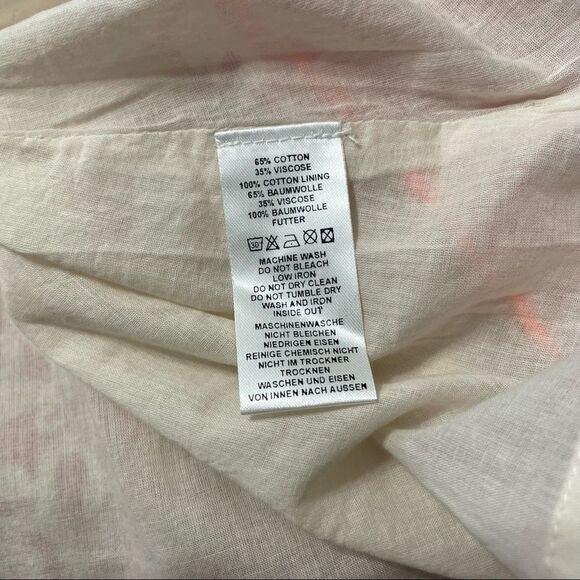 65% COTTON
35% VISCOSE
100% COTTON LINING
65% BAUMWOLLE
35% VISCOSE
100% BAUMWOLLE
FUTTER
30°
MACHINE WASH
DO NOT BLEACH
LOW IRON
DO NOT DRY CLEAN
DO NOT TUMBLE DRY
WASH AND IRON
INSIDE OUT
MASCHINENWASCHE
NICHT BLEICHEN
NIEDRIGEN EISEN
REINIGE CHEMISCH NICHT
NICHT IM TROCKNER
TROCKNEN
WASCHEN UND EISEN
VON INNEN NACH AUSSEN